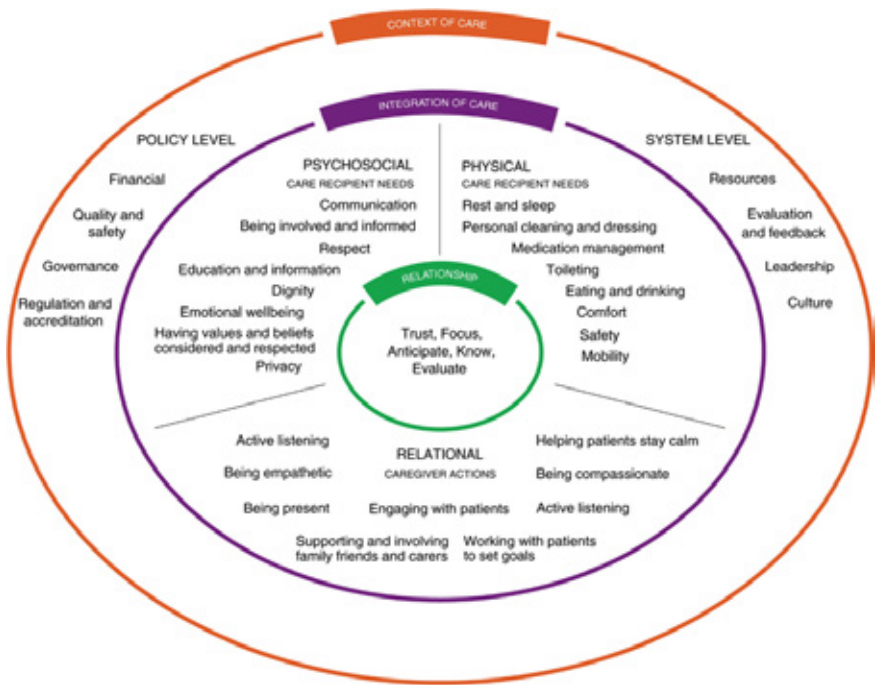 CONTEXT OF CARE
INTEGRATION OF CARE
POLICY LEVEL
Financial
Quality and
safety
Governance
Regulation and
accreditation
SYSTEM LEVEL
Resources
Evaluation
and feedback
Leadership
Culture
PSYCHOSOCIAL
CARE RECIPIENT NEEDS
Communication
Being involved and informed
Respect
Education and information
Dignity
Emotional wellbeing
Having values and beliefs
considered and respected
Privacy
PHYSICAL
CARE RECIPIENT NEEDS
Rest and sleep
Personal cleaning and dressing
Medication management
Toileting
Eating and drinking
Comfort
Safety
Mobility
RELATIONSHIP
Trust, Focus,
Anticipate, Know,
Evaluate
RELATIONAL
CAREGIVER ACTIONS
Active listening
Being empathetic
Being present
Engaging with patients
Supporting and involving
family friends and carers
Working with patients
to set goals
Helping patients stay calm
Being compassionate
Active listening